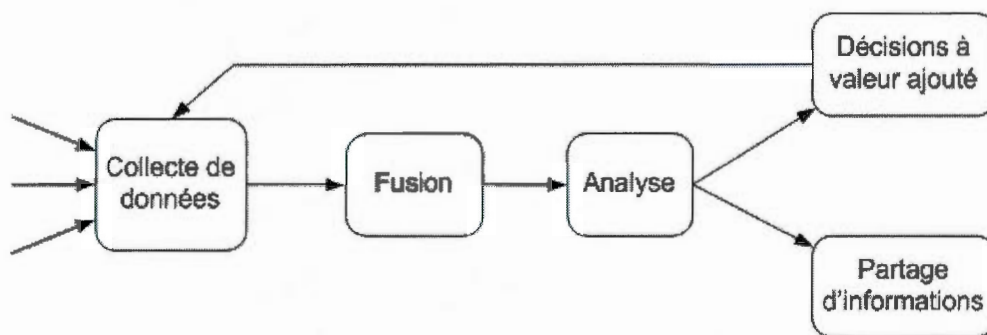 Décisions à
valeur ajouté
Collecte de
données
Fusion
Analyse
Partage
d'informations